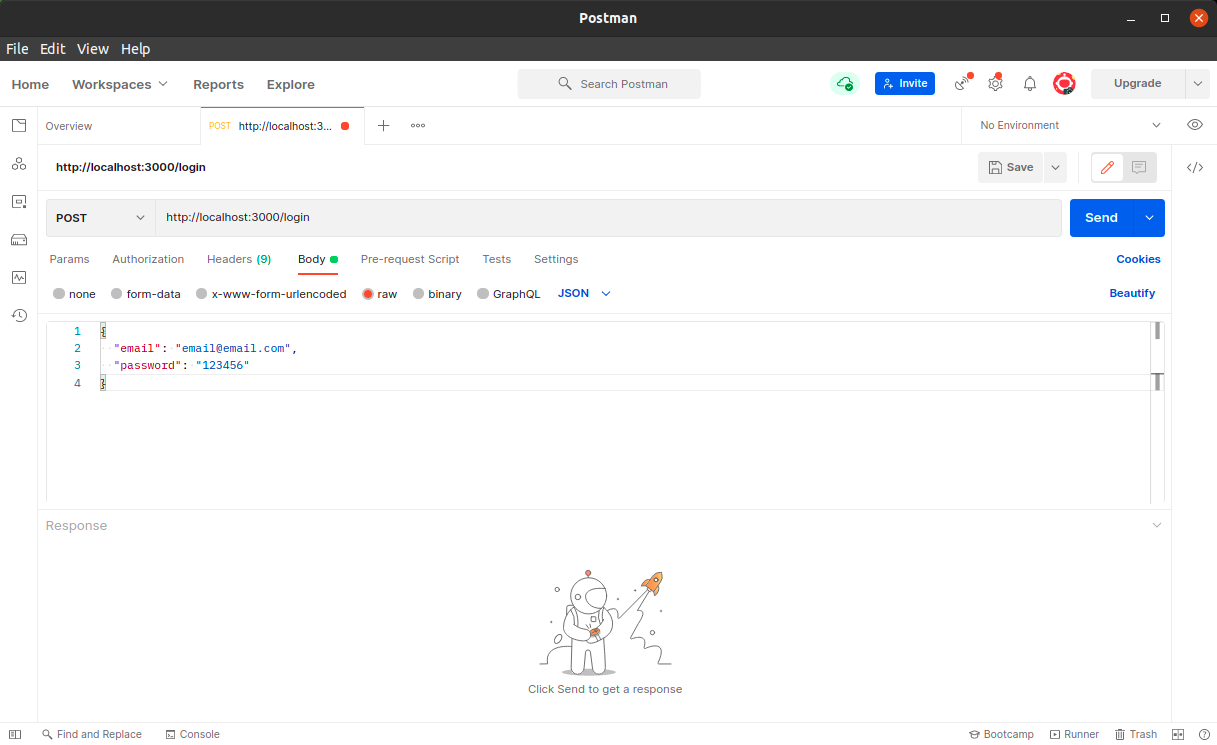 Postman
File Edit View Help
Home Workspaces Reports Explore Search Postman Invite Upgrade
Overview POST http://localhost:3... No Environment
http://localhost:3000/login Save
POST http://localhost:3000/login Send
Params Authorization Headers (9) Body Pre-request Script Tests Settings Cookies
none form-data x-www-form-urlencoded raw binary GraphQL JSON Beautify
1 {
2 "email": "email@email.com",
3 "password": "123456"
4 }
Response
Click Send to get a response
Find and Replace Console Bootcamp Runner Trash